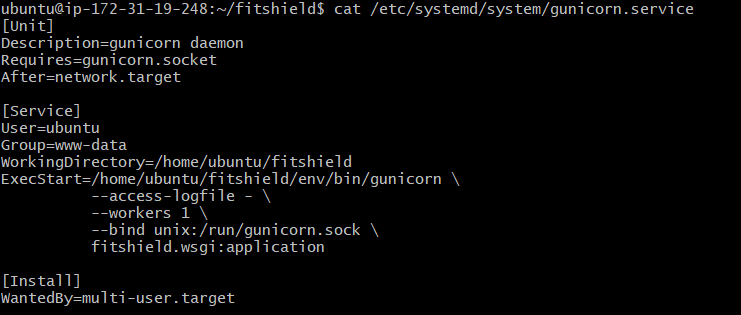 ubuntu@ip-172-31-19-248:~/fitshield$ cat /etc/systemd/system/gunicorn.service
[Unit]
Description=gunicorn daemon
Requires=gunicorn.socket
After=network.target

[Service]
User=ubuntu
Group=www-data
WorkingDirectory=/home/ubuntu/fitshield
ExecStart=/home/ubuntu/fitshield/env/bin/gunicorn \
          --access-logfile - \
          --workers 1 \
          --bind unix:/run/gunicorn.sock \
          fitshield.wsgi:application

[Install]
WantedBy=multi-user.target